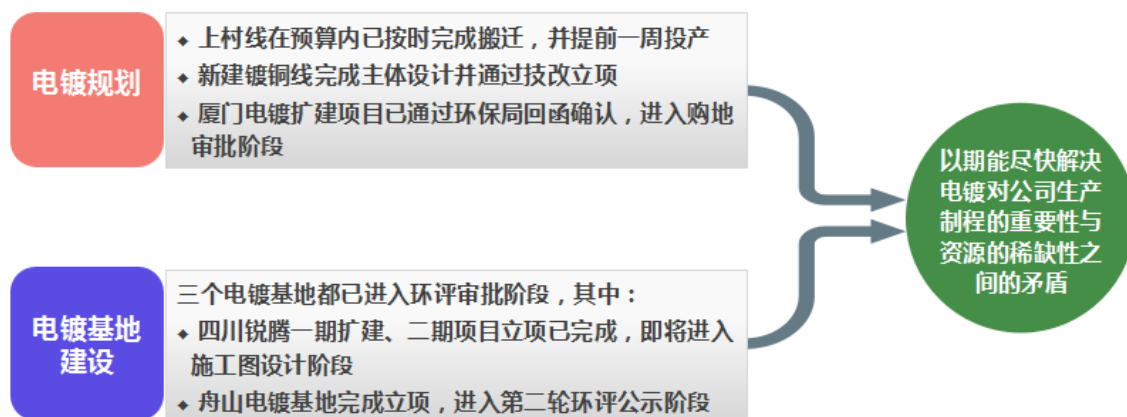 电镀规划
◆ 上村线在预算内已按时完成搬迁，并提前一周投产
◆ 新建镀铜线完成主体设计并通过技改立项
◆ 厦门电镀扩建项目已通过环保局回函确认，进入购地
审批阶段
以期能尽快解决
电镀对公司生产
制程的重要性与
资源的稀缺性之
间的矛盾
电镀基地
建设
三个电镀基地都已进入环评审批阶段，其中：
◆ 四川锐腾一期扩建、二期项目立项已完成，即将进入
施工图设计阶段
◆ 舟山电镀基地完成立项，进入第二轮环评公示阶段